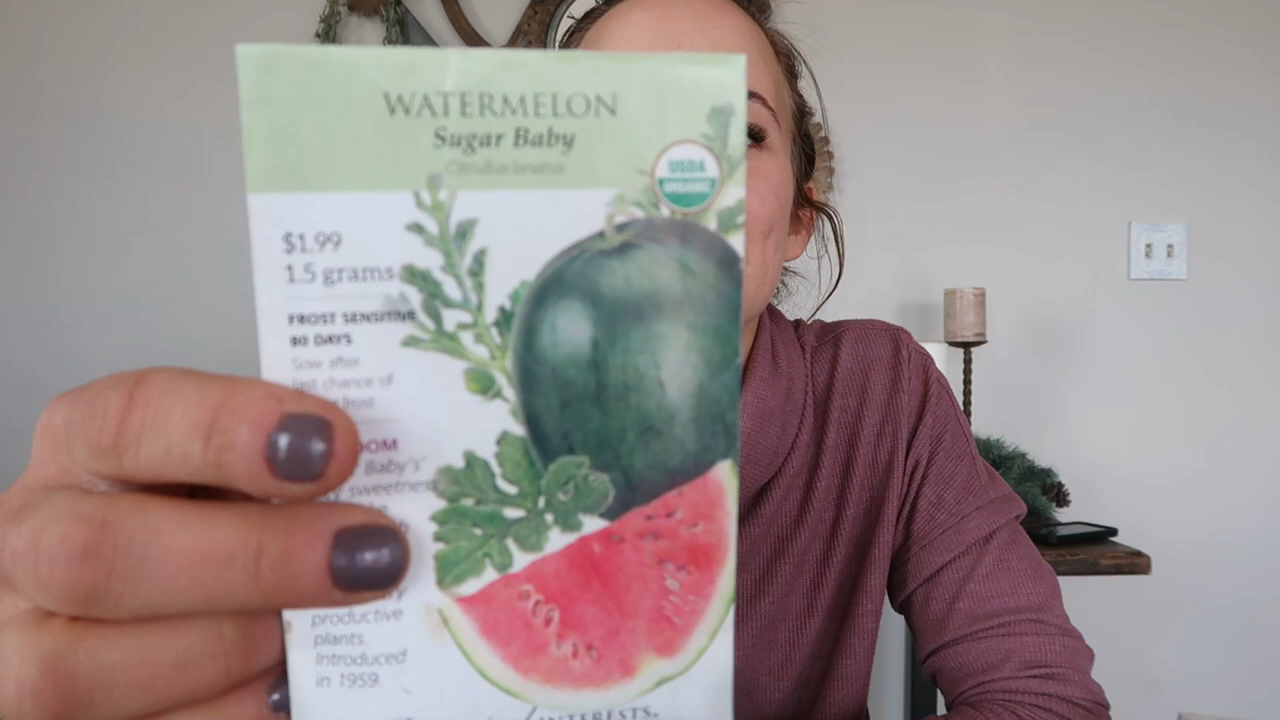 WATERMELON
Sugar Baby
Citrullus lanatus
USDA
ORGANIC
$1.99
1.5 grams
FROST SENSITIVE
80 DAYS
Sow after
last chance of
frost
Baby's"
sweetness
productive
plants.
Introduced
in 1959.
INTERESTS.